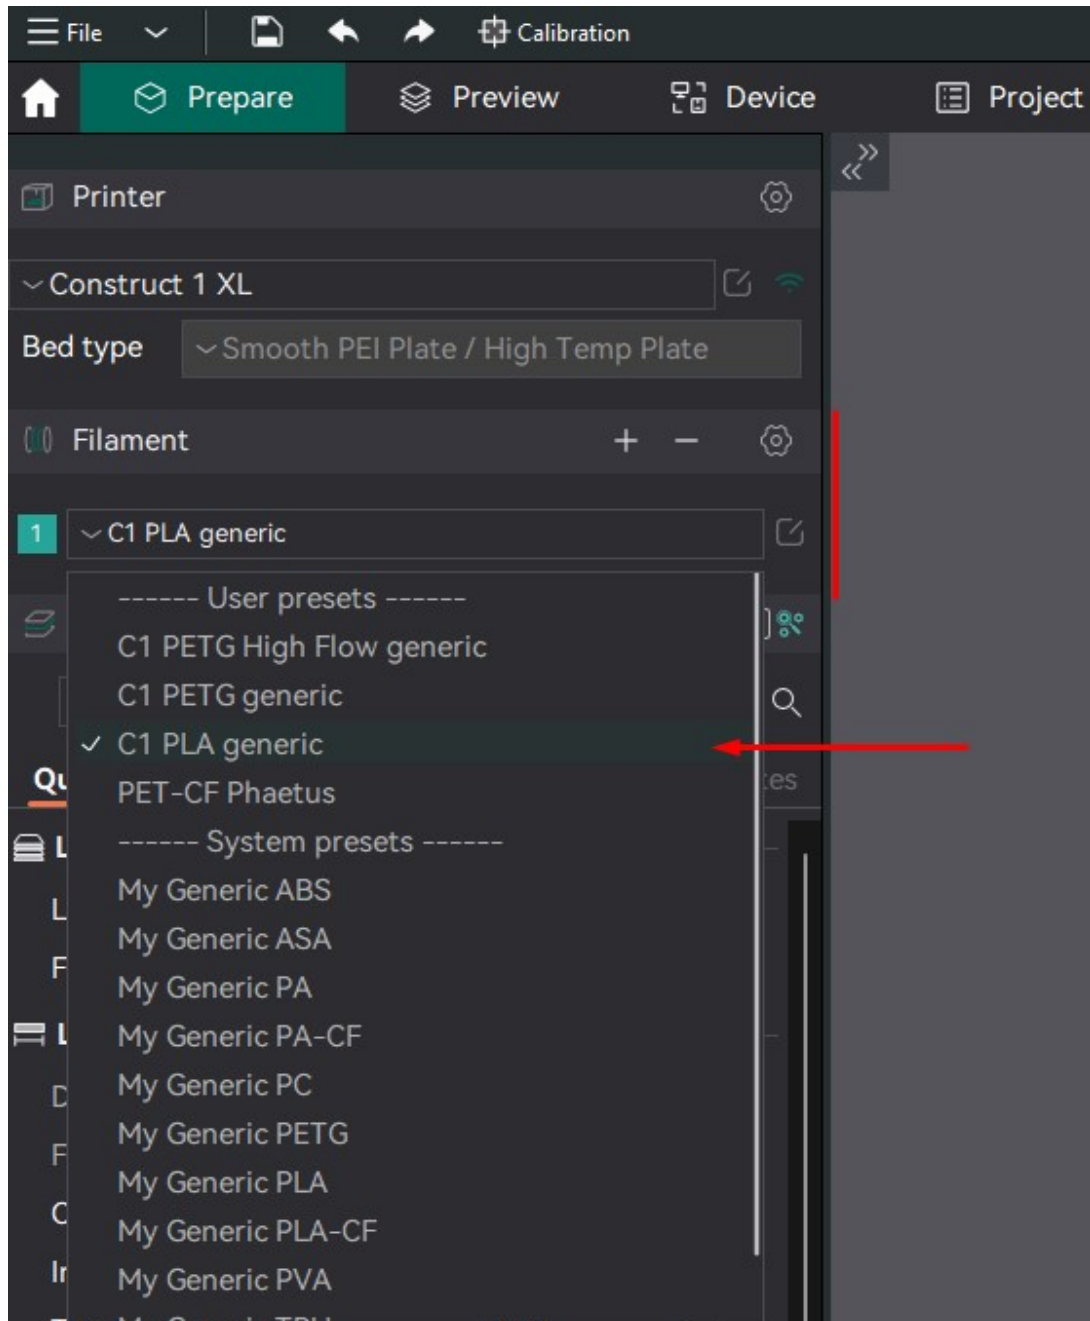 File
Calibration
Prepare
Preview
Device
Project
Printer
Construct 1 XL
Bed type
Smooth PEI Plate / High Temp Plate
Filament
1
C1 PLA generic
------ User presets ------
C1 PETG High Flow generic
C1 PETG generic
C1 PLA generic
PET-CF Phaetus
------ System presets ------
My Generic ABS
My Generic ASA
My Generic PA
My Generic PA-CF
My Generic PC
My Generic PETG
My Generic PLA
My Generic PLA-CF
My Generic PVA